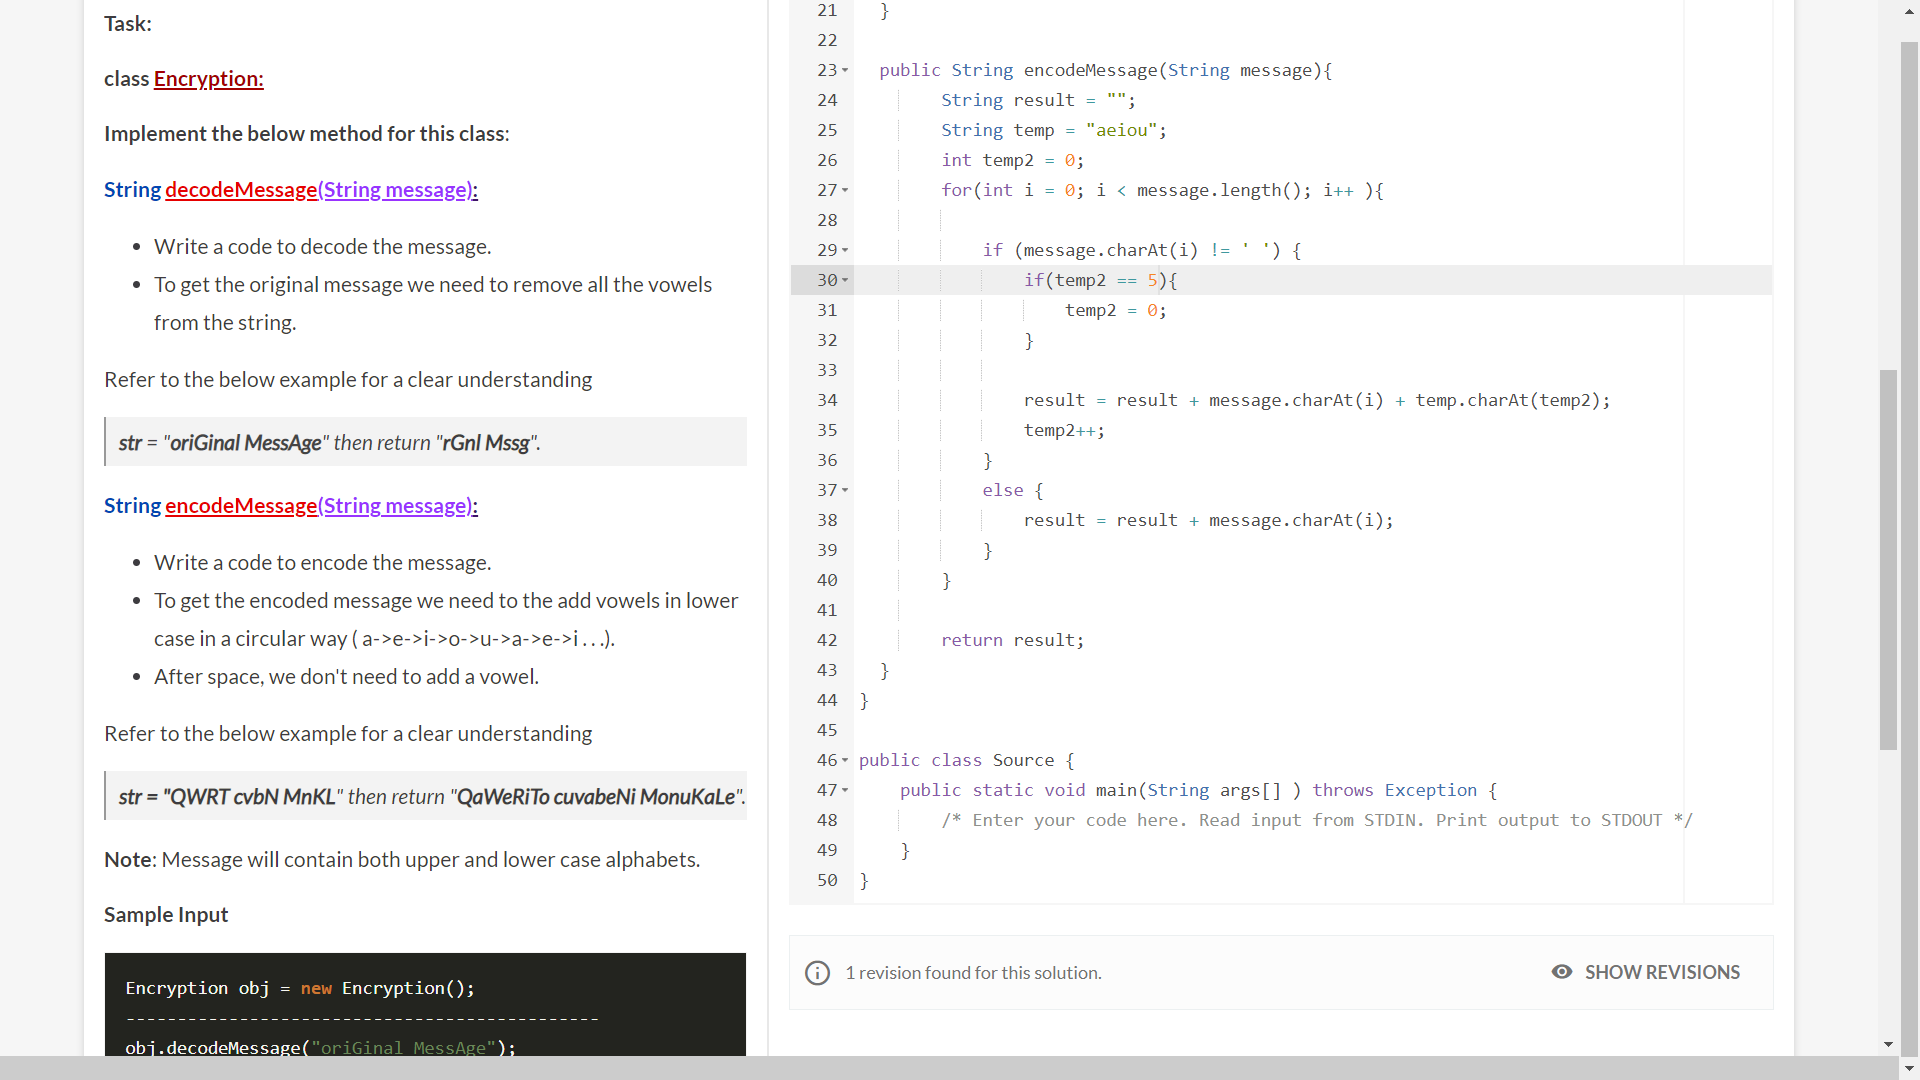 Task:
class Encryption:
Implement the below method for this class:
String decodeMessage(String message):
• Write a code to decode the message.
• To get the original message we need to remove all the vowels
from the string.
Refer to the below example for a clear understanding
str = "oriGinal MessAge" then return "rGnl Mssg".
String encodeMessage(String message):
• Write a code to encode the message.
• To get the encoded message we need to the add vowels in lower
case in a circular way ( a->e->i->o->u->a->e->i . . .).
• After space, we don't need to add a vowel.
Refer to the below example for a clear understanding
str = "QWRT cvbN MnKL" then return "QaWeRiTo cuvabeNi MonuKaLe".
Note: Message will contain both upper and lower case alphabets.
Sample Input
Encryption obj = new Encryption();
----------------------------------------------
obj.decodeMessage("oriGinal MessAge");
21 }
22
23 public String encodeMessage(String message){
24 String result = "";
25 String temp = "aeiou";
26 int temp2 = 0;
27 for(int i = 0; i < message.length(); i++ ){
28
29 if (message.charAt(i) != ' ') {
30 if(temp2 == 5){
31 temp2 = 0;
32 }
33
34 result = result + message.charAt(i) + temp.charAt(temp2);
35 temp2++;
36 }
37 else {
38 result = result + message.charAt(i);
39 }
40 }
41
42 return result;
43 }
44 }
45
46 public class Source {
47 public static void main(String args[] ) throws Exception {
48 /* Enter your code here. Read input from STDIN. Print output to STDOUT */
49 }
50 }
1 revision found for this solution.
SHOW REVISIONS